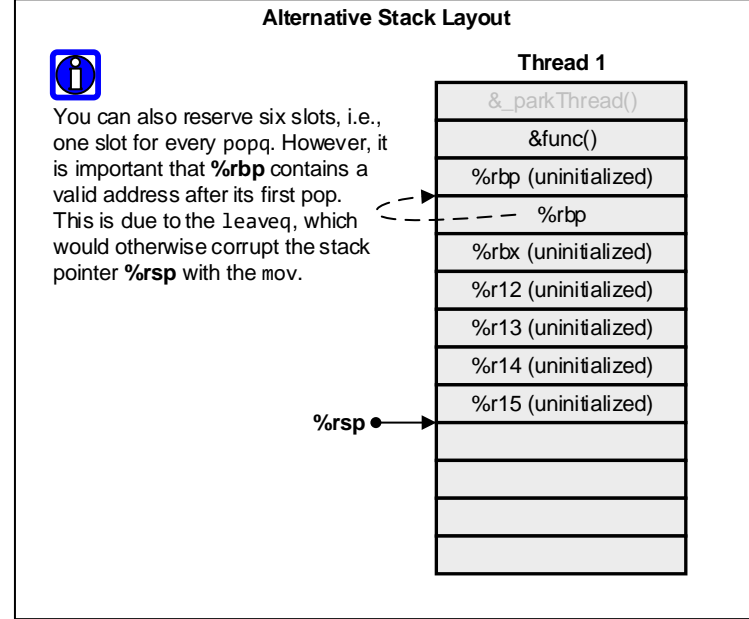 Alternative Stack Layout
You can also reserve six slots, i.e.,
one slot for every popq. However, it
is important that %rbp contains a
valid address after its first pop.
This is due to the leaveq, which
would otherwise corrupt the stack
pointer %rsp with the mov.
Thread 1
&_parkThread()
&func()
%rbp (uninitialized)
%rbp
%rbx (uninitialized)
%r12 (uninitialized)
%r13 (uninitialized)
%r14 (uninitialized)
%r15 (uninitialized)
%rsp